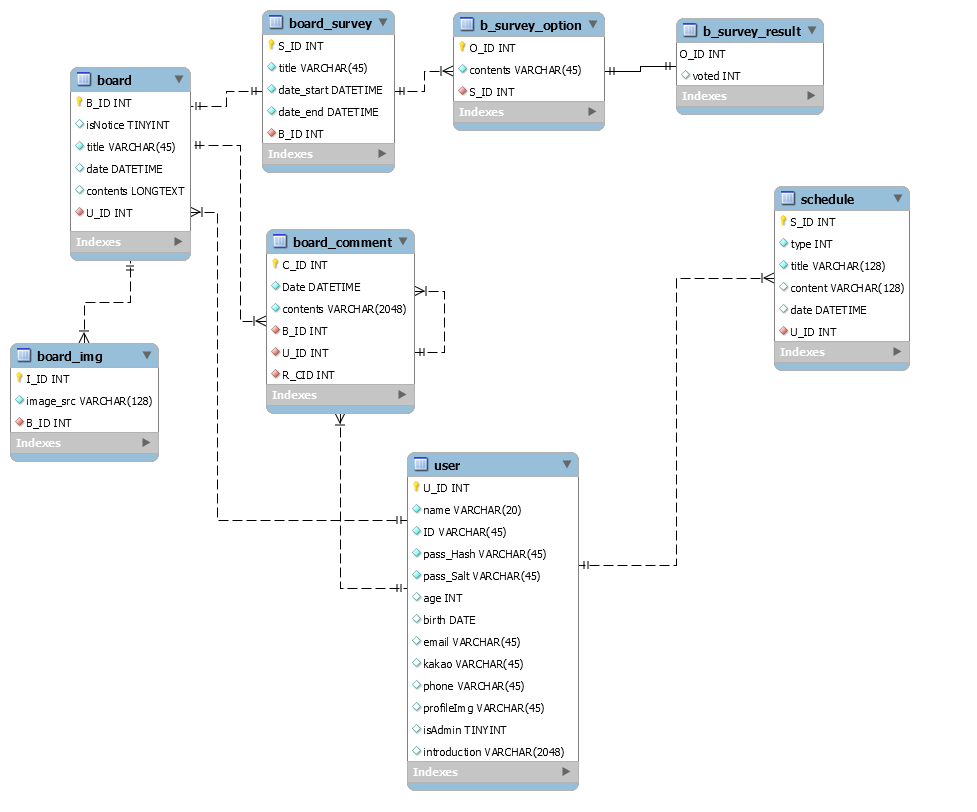 board
B_ID INT
isNotice TINYINT
title VARCHAR(45)
date DATETIME
contents LONGTEXT
U_ID INT
Indexes
board_survey
S_ID INT
title VARCHAR(45)
date_start DATETIME
date_end DATETIME
B_ID INT
Indexes
b_survey_option
O_ID INT
contents VARCHAR(45)
S_ID INT
Indexes
b_survey_result
O_ID INT
voted INT
Indexes
board_comment
C_ID INT
Date DATETIME
contents VARCHAR(2048)
B_ID INT
U_ID INT
R_CID INT
Indexes
schedule
S_ID INT
type INT
title VARCHAR(128)
content VARCHAR(128)
date DATETIME
U_ID INT
Indexes
board_img
I_ID INT
image_src VARCHAR(128)
B_ID INT
Indexes
user
U_ID INT
name VARCHAR(20)
ID VARCHAR(45)
pass_Hash VARCHAR(45)
pass_Salt VARCHAR(45)
age INT
birth DATE
email VARCHAR(45)
kakao VARCHAR(45)
phone VARCHAR(45)
profileImg VARCHAR(45)
isAdmin TINYINT
introduction VARCHAR(2048)
Indexes